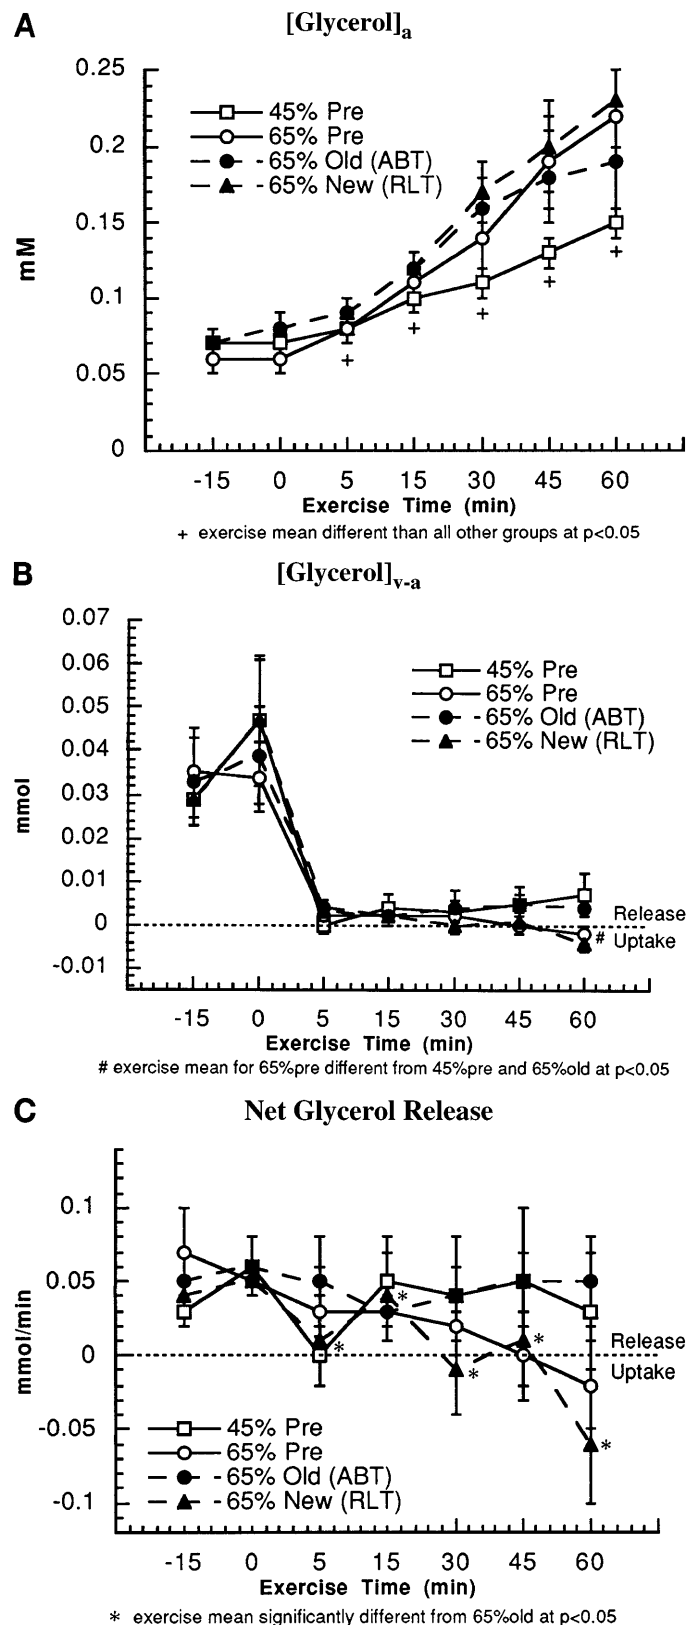 A
[Glycerol]a
0.25
0.2
0.15
0.1
0.05
0
mM
45% Pre
65% Pre
65% Old (ABT)
65% New (RLT)
+ + + + + +
-15 0 5 15 30 45 60
Exercise Time (min)
+ exercise mean different than all other groups at p<0.05
B
[Glycerol]v-a
0.07
0.06
0.05
0.04
0.03
0.02
0.01
0
-0.01
mmol
45% Pre
65% Pre
65% Old (ABT)
65% New (RLT)
Release
#
Uptake
-15 0 5 15 30 45 60
Exercise Time (min)
# exercise mean for 65%pre different from 45%pre and 65%old at p<0.05
C
Net Glycerol Release
0.1
0.05
0
-0.05
-0.1
mmol/min
* * * * *
Release
Uptake
45% Pre
65% Pre
65% Old (ABT)
65% New (RLT)
-15 0 5 15 30 45 60
Exercise Time (min)
* exercise mean significantly different from 65%old at p<0.05